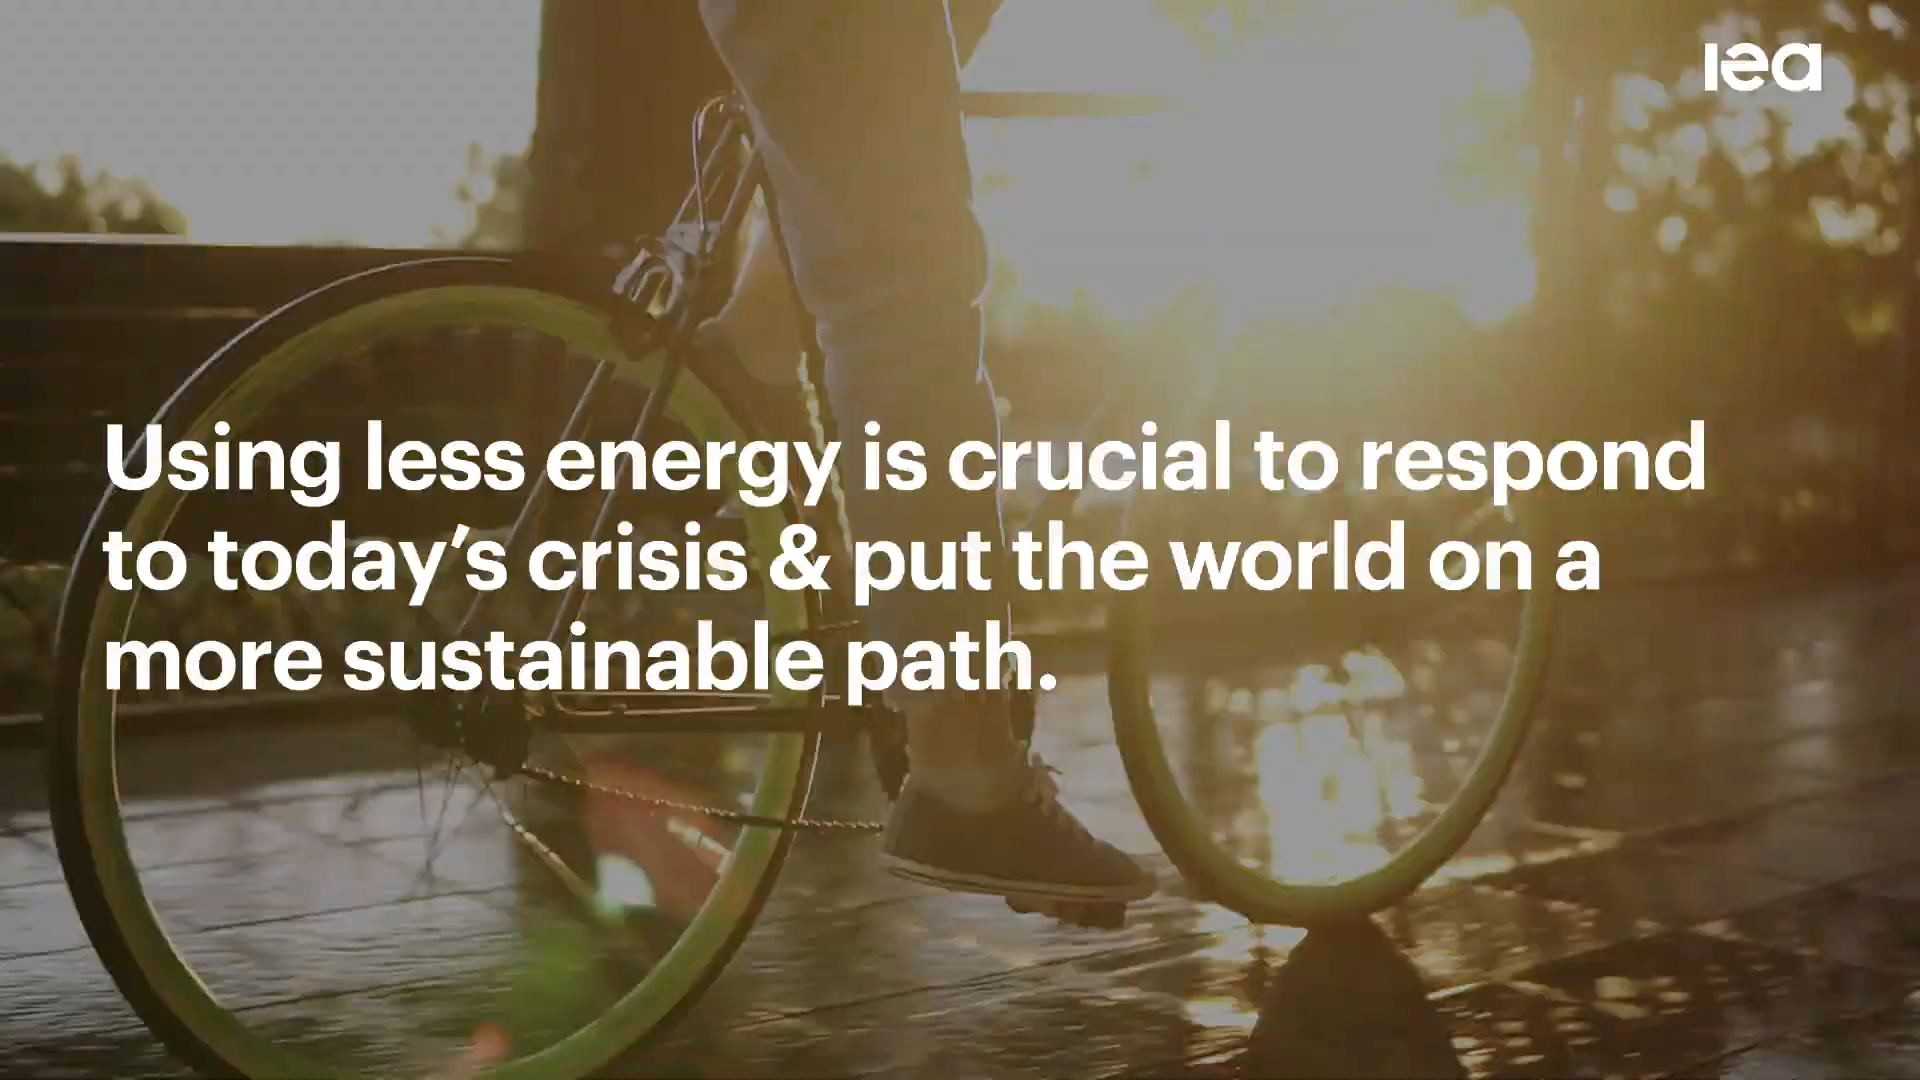 iea
Using less energy is crucial to respond
to today’s crisis & put the world on a
more sustainable path.